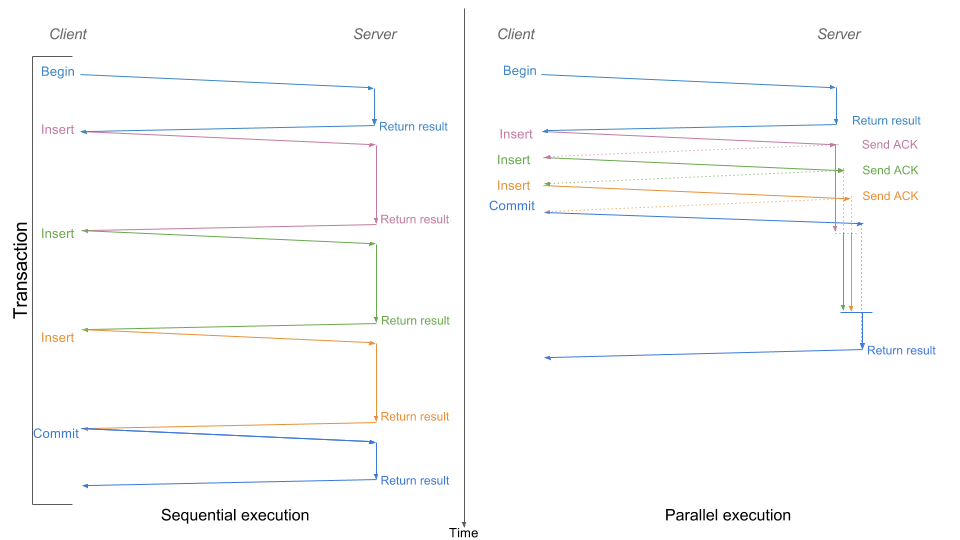 Client
Server
Begin
Return result
Insert
Return result
Transaction
Insert
Return result
Insert
Return result
Commit
Return result
Sequential execution
Time
Client
Server
Begin
Return result
Insert
Send ACK
Insert
Send ACK
Insert
Send ACK
Commit
Return result
Parallel execution